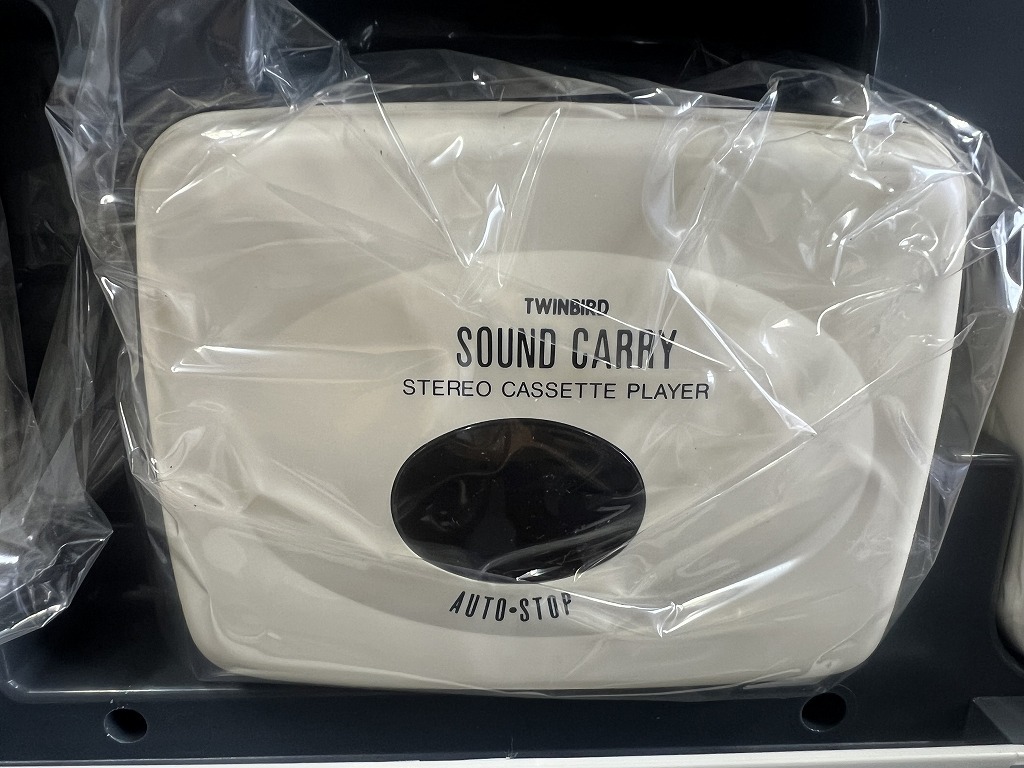 TWINBIRD
SOUND CARRY
STEREO CASSETTE PLAYER
AUTO•STOP